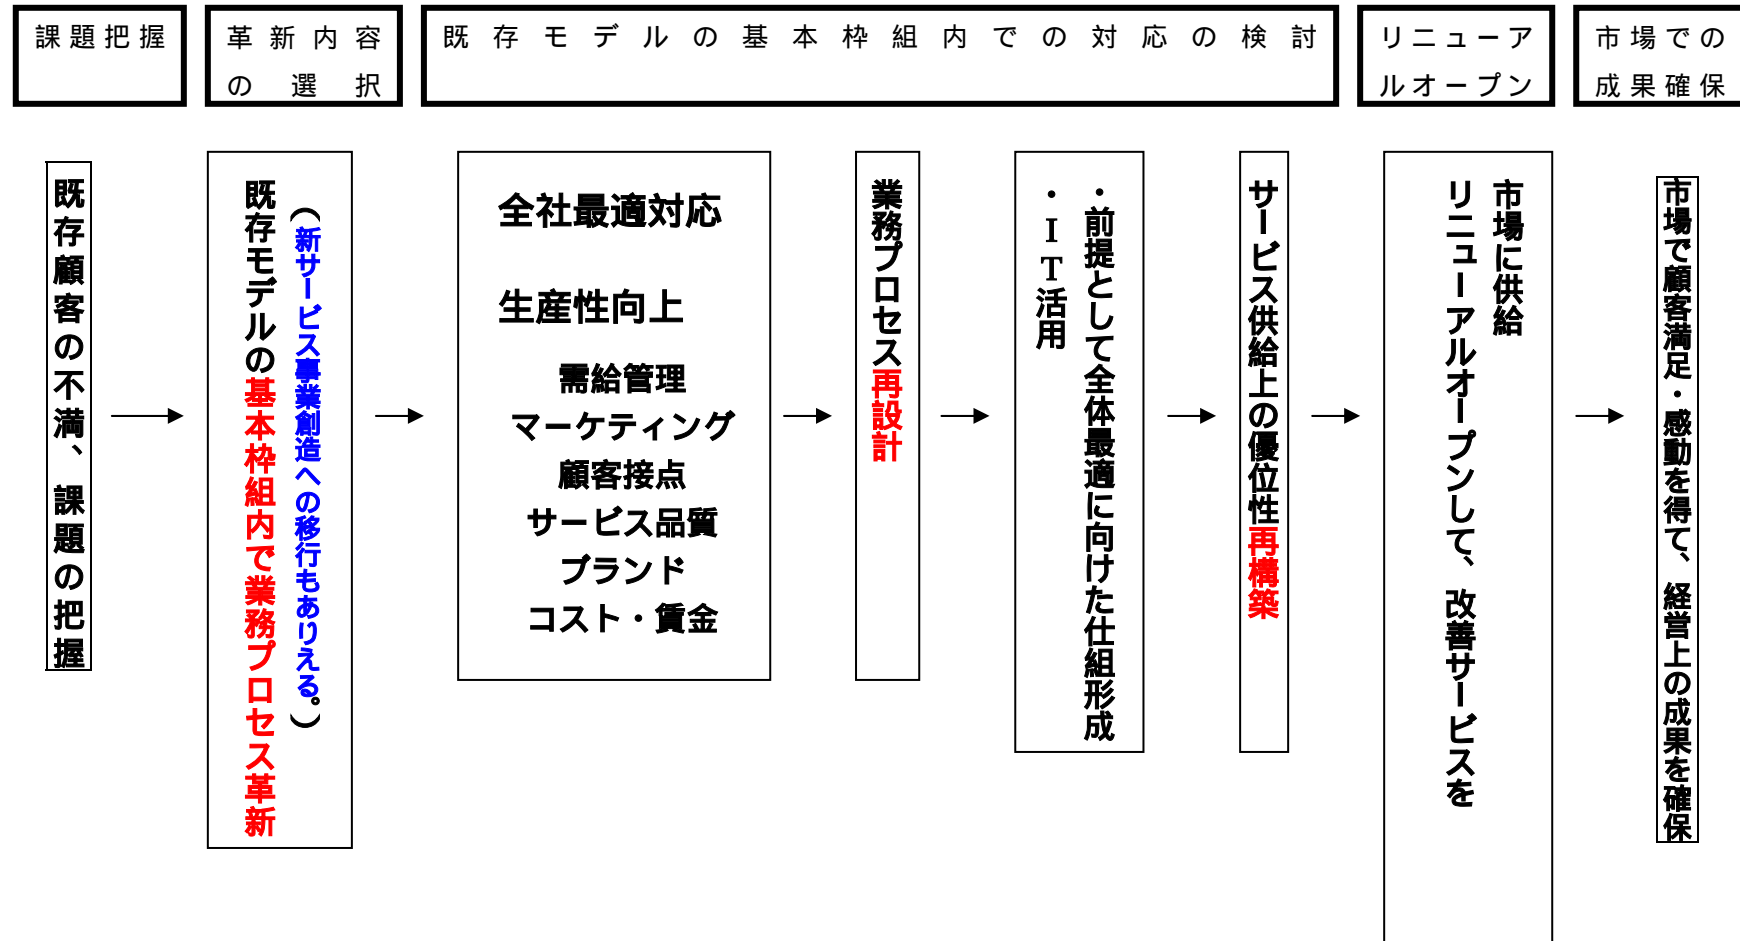 課題把握
革新内容
の選択
既存モデルの基本枠組内での対応の検討
リニューア
ルオープン
市場での
成果確保
既存顧客の不満、課題の把握
(新サービス事業創造への移行もありえる。)
既存モデルの基本枠組内で業務プロセス革新
全社最適対応
生産性向上
需給管理
マーケティング
顧客接点
サービス品質
ブランド
コスト・賃金
業務プロセス再設計
・前提として全体最適に向けた仕組形成
・IT活用
サービス供給上の優位性再構築
市場に供給
リニューアルオープンして、改善サービスを
市場で顧客満足・感動を得て、経営上の成果を確保